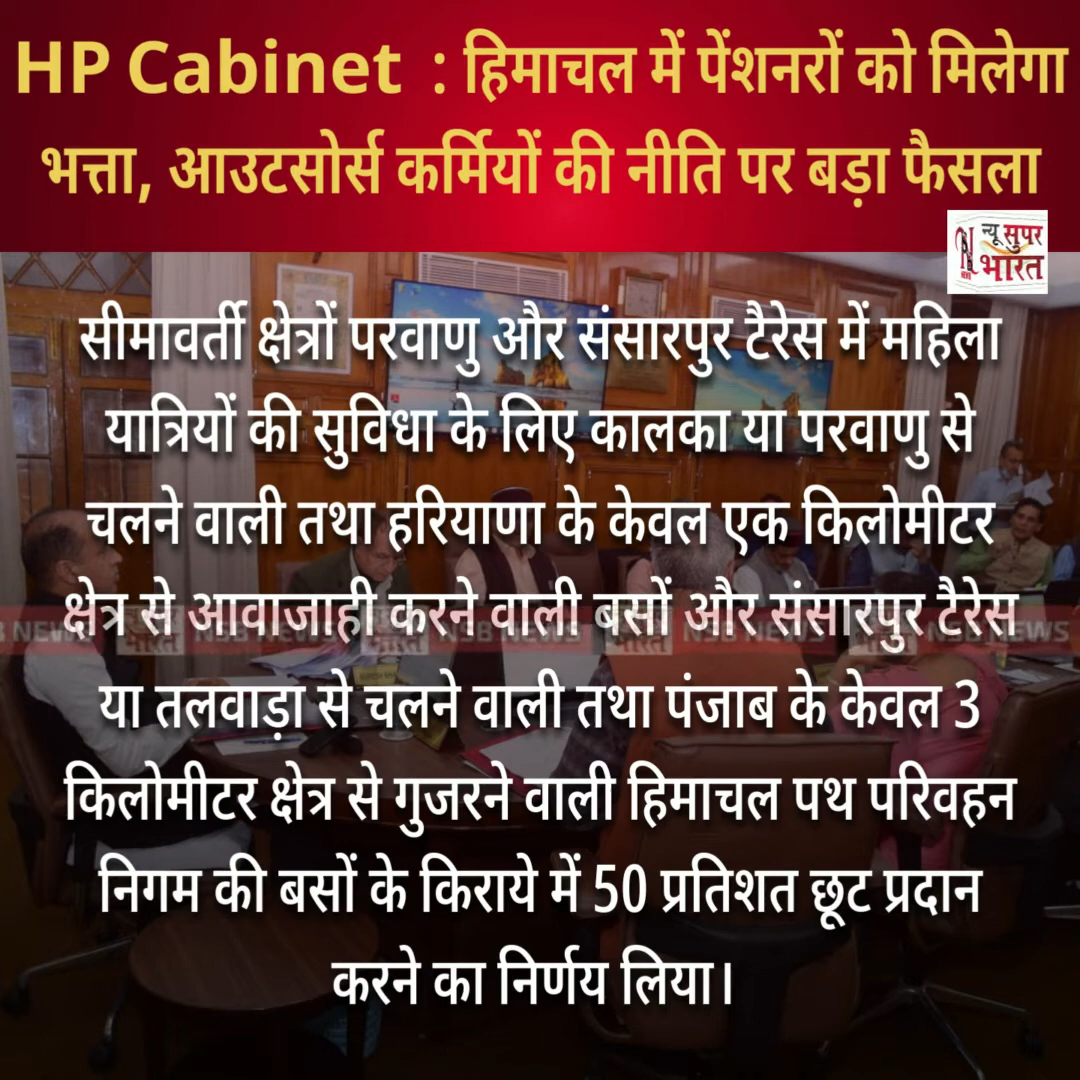 HP Cabinet : हिमाचल में पेंशनरों को मिलेगा
भत्ता, आउटसोर्स कर्मियों की नीति पर बड़ा फैसला
न्यू सुपर
भारत
सीमावर्ती क्षेत्रों परवाणु और संसारपुर टैरेस में महिला
यात्रियों की सुविधा के लिए कालका या परवाणु से
चलने वाली तथा हरियाणा के केवल एक किलोमीटर
क्षेत्र से आवाजाही करने वाली बसों और संसारपुर टैरेस
NSB NEWS
या तलवाड़ा से चलने वाली तथा पंजाब के केवल 3
किलोमीटर क्षेत्र से गुजरने वाली हिमाचल पथ परिवहन
निगम की बसों के किराये में 50 प्रतिशत छूट प्रदान
करने का निर्णय लिया।